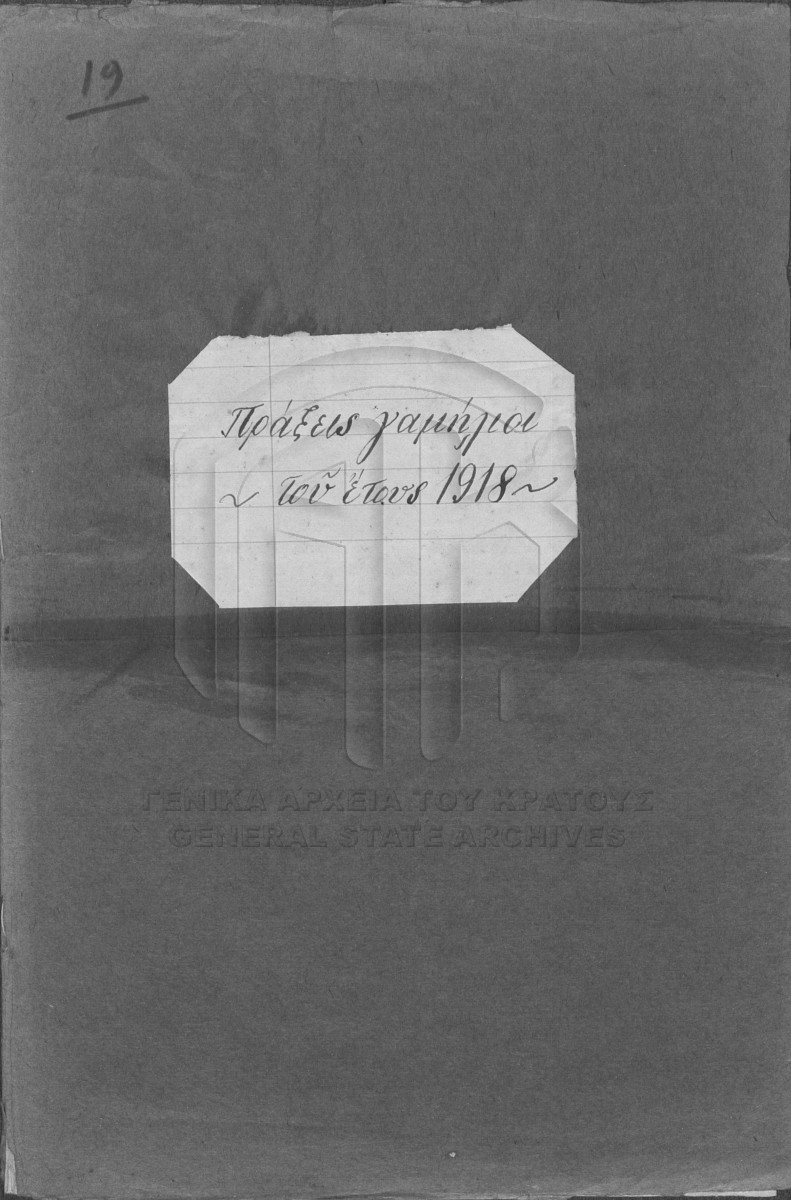 19
Πράξεις γαμήλιοι
~ τοῦ ἔτους 1918 ~
ΓΕΝΙΚΑ ΑΡΧΕΙΑ ΤΟΥ ΚΡΑΤΟΥΣ
GENERAL STATE ARCHIVES